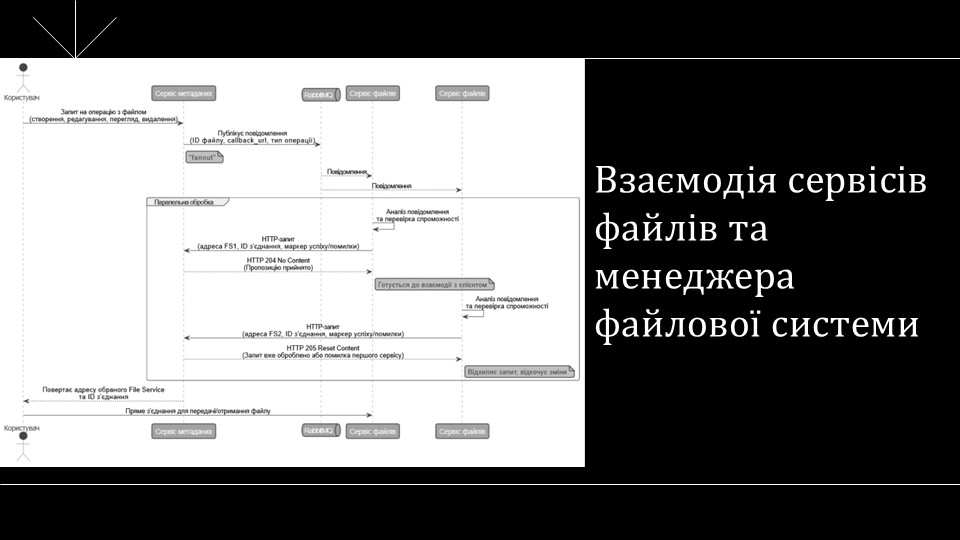 Користувач
Сервіс метаданих
RabbitMQ
Сервіс файлів
Сервіс файлів
Запит на операцію з файлом
(створення, редагування, перегляд, видалення)
Публікує повідомлення
(ID файлу, callback_url, тип операції)
"fanout"
Повідомлення
Повідомлення
Паралельна обробка
Аналіз повідомлення
та перевірка спроможності
HTTP-запит
(адреса FS1, ID з'єднання, маркер успіху/помилки)
HTTP 204 No Content
(Пропозицію прийнято)
Готується до взаємодії з клієнтом
Аналіз повідомлення
та перевірка спроможності
HTTP-запит
(адреса FS2, ID з'єднання, маркер успіху/помилки)
HTTP 205 Reset Content
(Запит вже оброблено або помилка першого сервісу)
Відхиляє запит, відкочує зміни
Повертає адресу обраного File Service
та ID з'єднання
Пряме з'єднання для передачі/отримання файлу
Користувач
Сервіс метаданих
RabbitMQ
Сервіс файлів
Сервіс файлів
Взаємодія сервісів
файлів та
менеджера
файлової системи